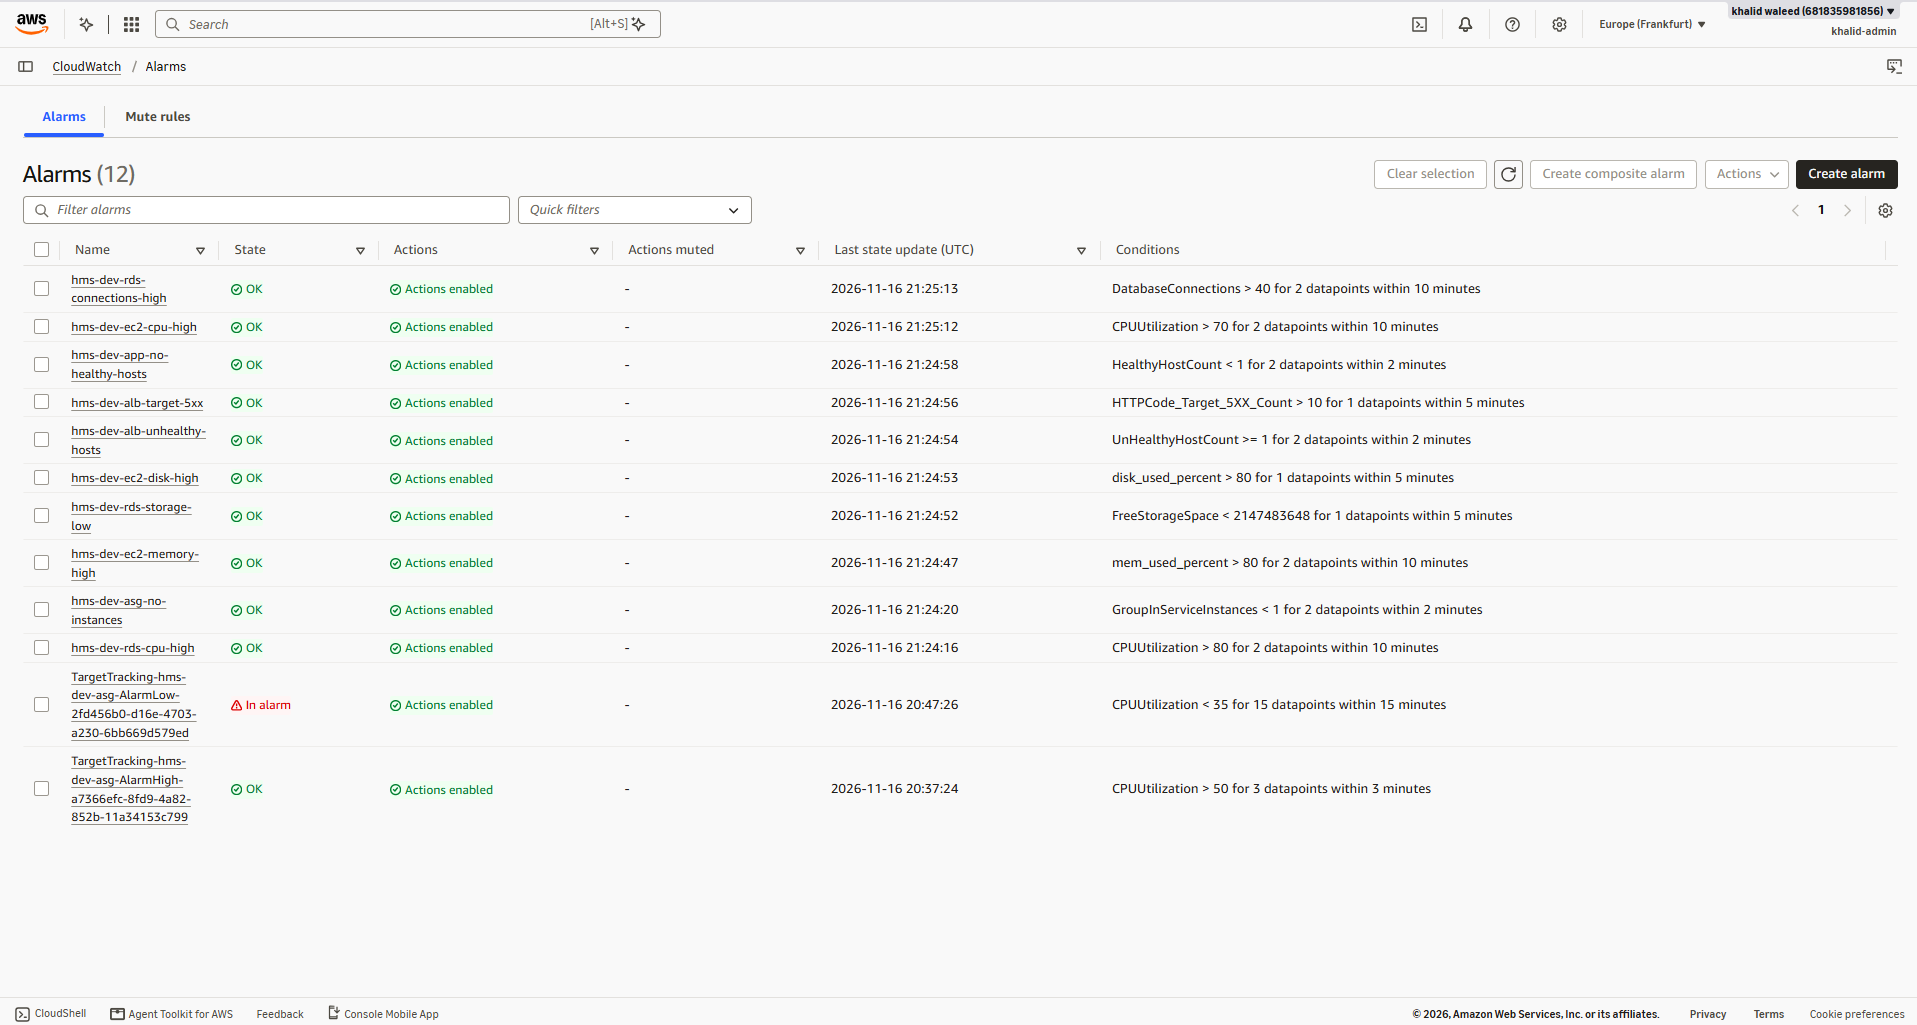 aws
Search [Alt+S]
Europe (Frankfurt)
khalid waleed (681835981856)
khalid-admin
CloudWatch / Alarms
Alarms
Mute rules
Alarms (12)
Clear selection
Create composite alarm
Actions
Create alarm
Filter alarms
Quick filters
1
Name State Actions Actions muted Last state update (UTC) Conditions
hms-dev-rds-
connections-high
OK Actions enabled - 2026-11-16 21:25:13 DatabaseConnections > 40 for 2 datapoints within 10 minutes
hms-dev-ec2-cpu-high OK Actions enabled - 2026-11-16 21:25:12 CPUUtilization > 70 for 2 datapoints within 10 minutes
hms-dev-app-no-
healthy-hosts
OK Actions enabled - 2026-11-16 21:24:58 HealthyHostCount < 1 for 2 datapoints within 2 minutes
hms-dev-alb-target-5xx OK Actions enabled - 2026-11-16 21:24:56 HTTPCode_Target_5XX_Count > 10 for 1 datapoints within 5 minutes
hms-dev-alb-unhealthy-
hosts
OK Actions enabled - 2026-11-16 21:24:54 UnHealthyHostCount >= 1 for 2 datapoints within 2 minutes
hms-dev-ec2-disk-high OK Actions enabled - 2026-11-16 21:24:53 disk_used_percent > 80 for 1 datapoints within 5 minutes
hms-dev-rds-storage-
low
OK Actions enabled - 2026-11-16 21:24:52 FreeStorageSpace < 2147483648 for 1 datapoints within 5 minutes
hms-dev-ec2-memory-
high
OK Actions enabled - 2026-11-16 21:24:47 mem_used_percent > 80 for 2 datapoints within 10 minutes
hms-dev-asg-no-
instances
OK Actions enabled - 2026-11-16 21:24:20 GroupInServiceInstances < 1 for 2 datapoints within 2 minutes
hms-dev-rds-cpu-high OK Actions enabled - 2026-11-16 21:24:16 CPUUtilization > 80 for 2 datapoints within 10 minutes
TargetTracking-hms-
dev-asg-AlarmLow-
2fd456b0-d16e-4703-
a230-6bb669d579ed
In alarm Actions enabled - 2026-11-16 20:47:26 CPUUtilization < 35 for 15 datapoints within 15 minutes
TargetTracking-hms-
dev-asg-AlarmHigh-
a7366efc-8fd9-4a82-
852b-11a34153c799
OK Actions enabled - 2026-11-16 20:37:24 CPUUtilization > 50 for 3 datapoints within 3 minutes
CloudShell Agent Toolkit for AWS Feedback Console Mobile App © 2026, Amazon Web Services, Inc. or its affiliates. Privacy Terms Cookie preferences